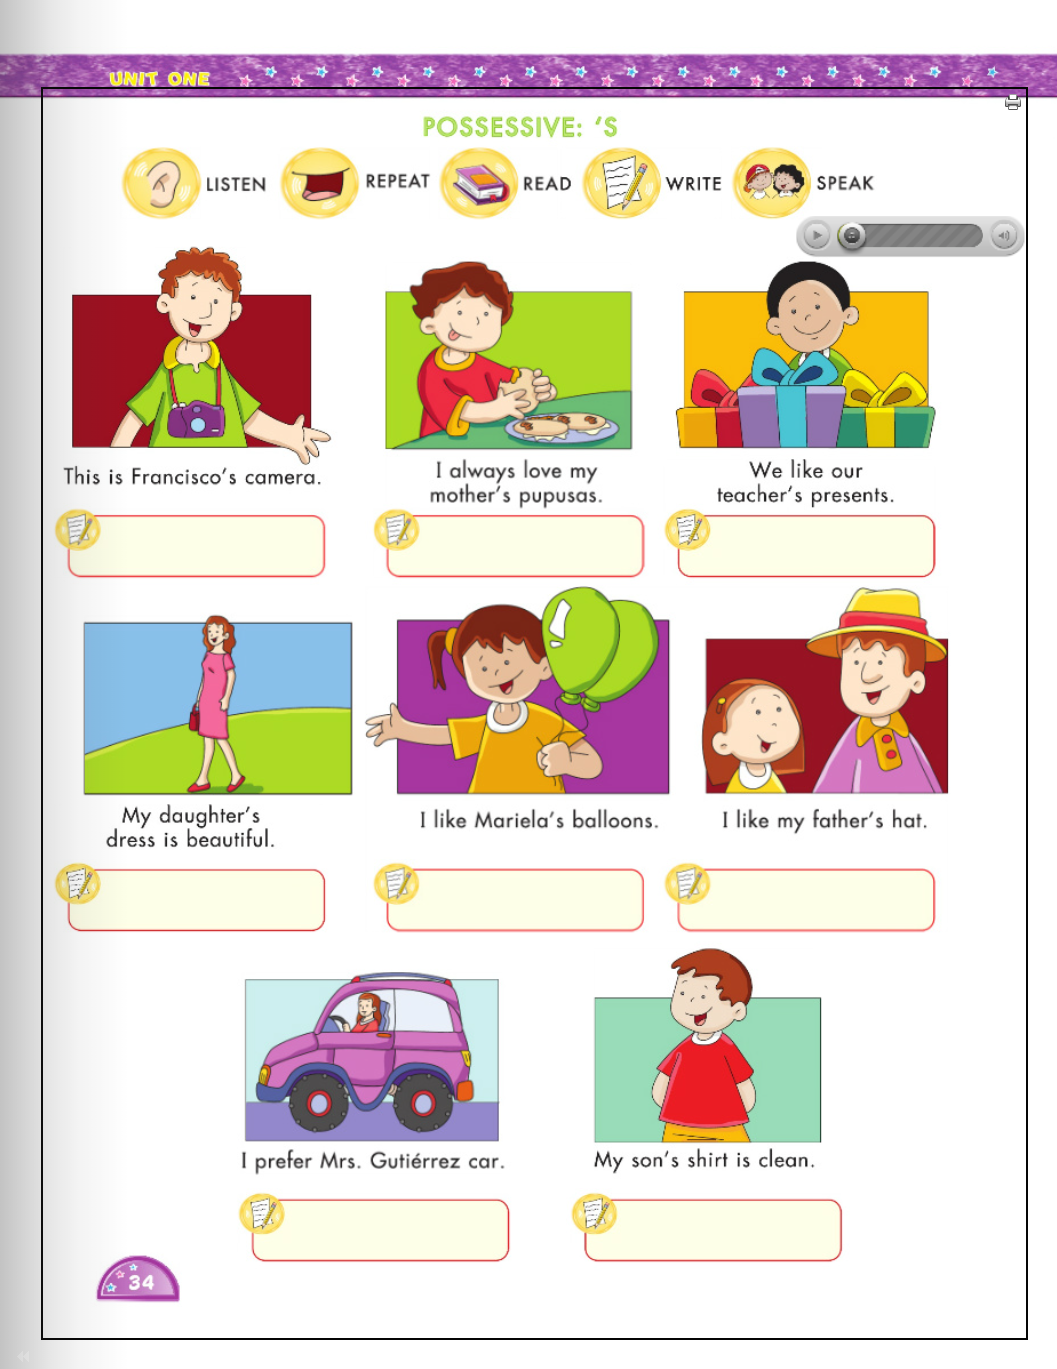 UNIT ONE
POSSESSIVE: ‘S
LISTEN
REPEAT
READ
WRITE
SPEAK
This is Francisco’s camera.
I always love my
mother’s pupusas.
We like our
teacher’s presents.
My daughter’s
dress is beautiful.
I like Mariela’s balloons.
I like my father’s hat.
I prefer Mrs. Gutiérrez car.
My son’s shirt is clean.
34